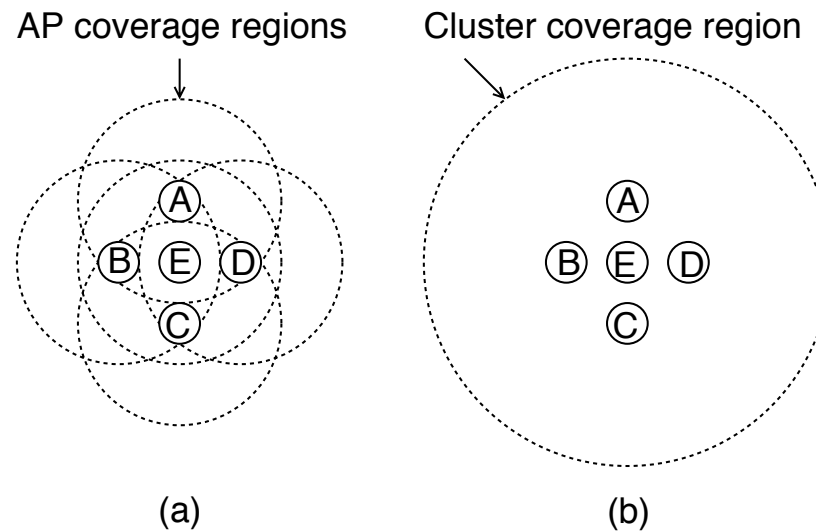 AP coverage regions
Cluster coverage region
A
A
B E D
B E D
C
C
(a)
(b)